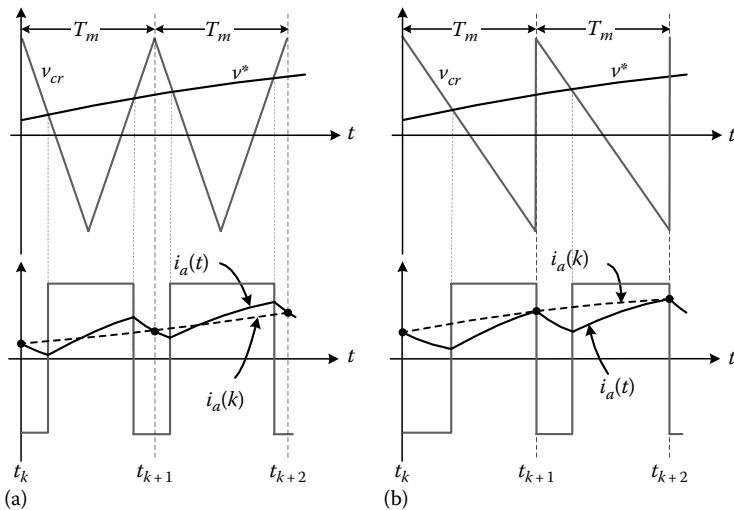 T_m T_m
v_cr
v*
t
i_a(t)
i_a(k)
t
t_k t_{k+1} t_{k+2}
(a)
T_m T_m
v_cr
v*
t
i_a(k)
i_a(t)
t
t_k t_{k+1} t_{k+2}
(b)